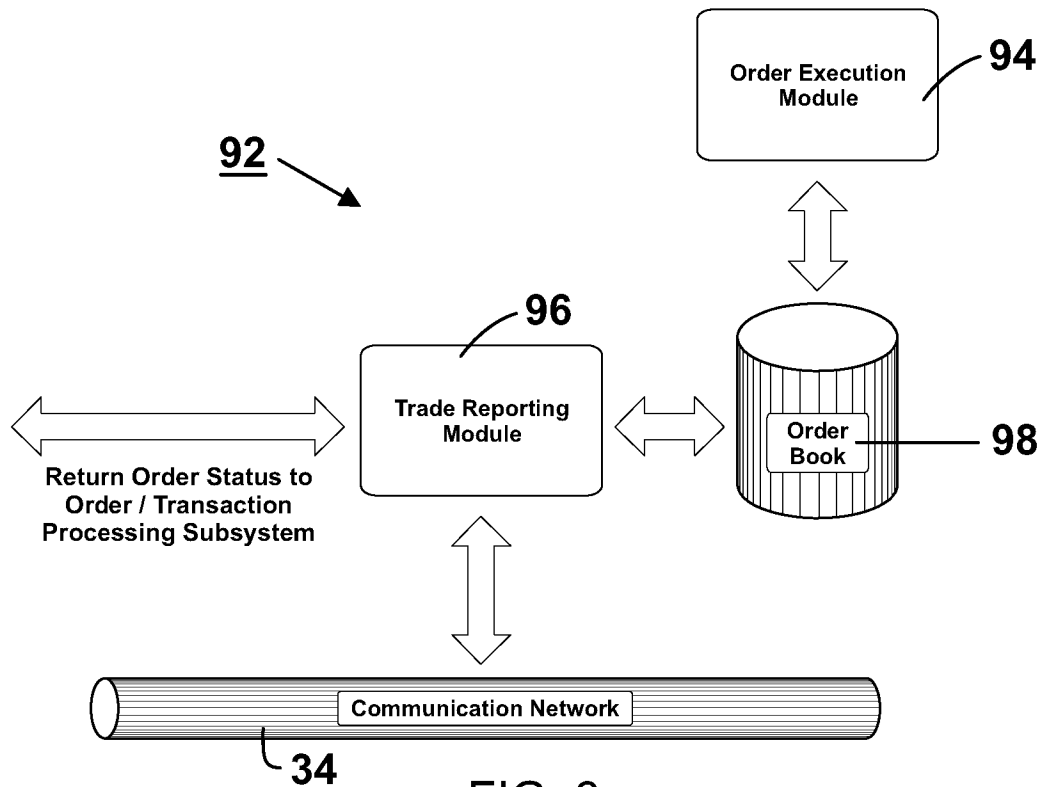 Order Execution
Module
94
92
96
Trade Reporting
Module
Order
Book
98
Return Order Status to
Order / Transaction
Processing Subsystem
Communication Network
34
FIG.